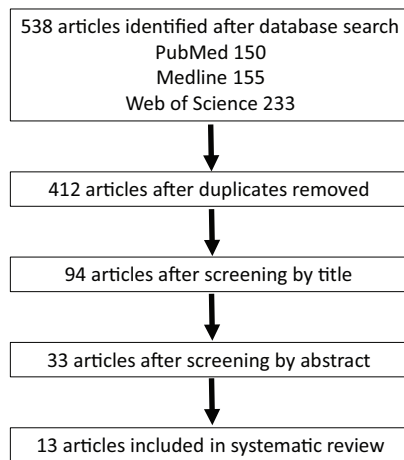 538 articles identified after database search
PubMed 150
Medline 155
Web of Science 233
412 articles after duplicates removed
94 articles after screening by title
33 articles after screening by abstract
13 articles included in systematic review